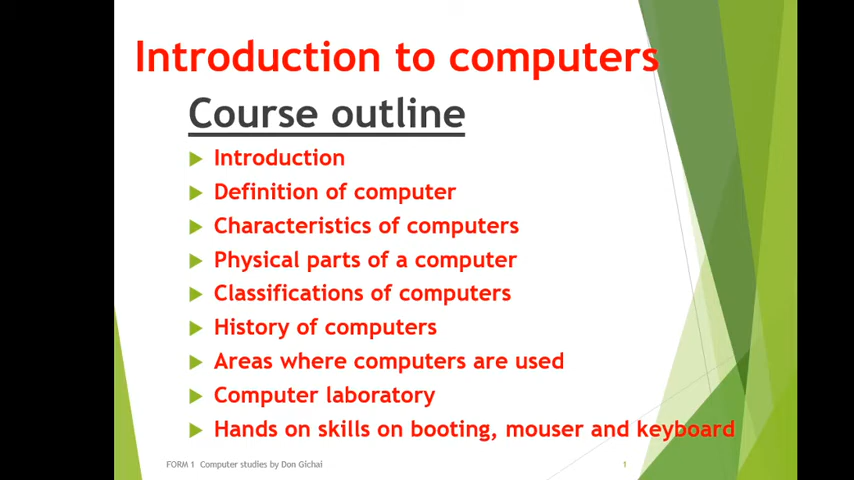 Introduction to computers
Course outline
Introduction
Definition of computer
Characteristics of computers
Physical parts of a computer
Classifications of computers
History of computers
Areas where computers are used
Computer laboratory
Hands on skills on booting, mouser and keyboard
FORM 1 Computer studies by Don Gichai
1